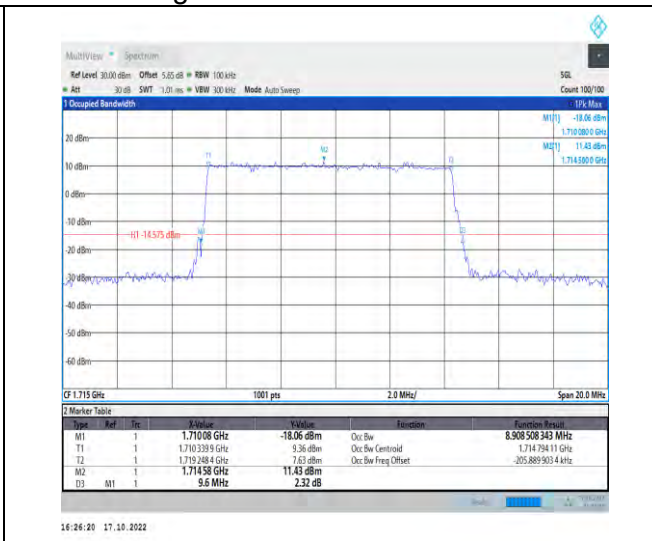 MultiView Spectrum
Ref Level 30.00 dBm Offset 5.65 dB RBW 100 kHz SGL
Att 30 dB SWT 1.01 ms VBW 300 kHz Mode Auto Sweep Count 100/100
1 Occupied Bandwidth 1Pk Max
M1[1] -18.06 dBm
1.7100800 GHz
20 dBm M2[1] 11.43 dBm
1.7145800 GHz
T1 M2
10 dBm
0 dBm
-10 dBm
H1 -14.575 dBm
-20 dBm
-30 dBm
-40 dBm
-50 dBm
-60 dBm
CF 1.715 GHz 1001 pts 2.0 MHz/ Span 20.0 MHz
2 Marker Table
Type Ref Trc X-Value Y-Value Function Function Result
M1 1 1.71008 GHz -18.06 dBm Occ Bw 8.908 508 343 MHz
T1 1 1.710 339 9 GHz 9.36 dBm Occ Bw Centroid 1.714 794 11 GHz
T2 1 1.719 248 4 GHz 7.63 dBm Occ Bw Freq Offset -205.889 903 4 kHz
M2 1 1.714 58 GHz 11.43 dBm
D3 M1 1 9.6 MHz 2.32 dB
16:26:20 17.10.2022